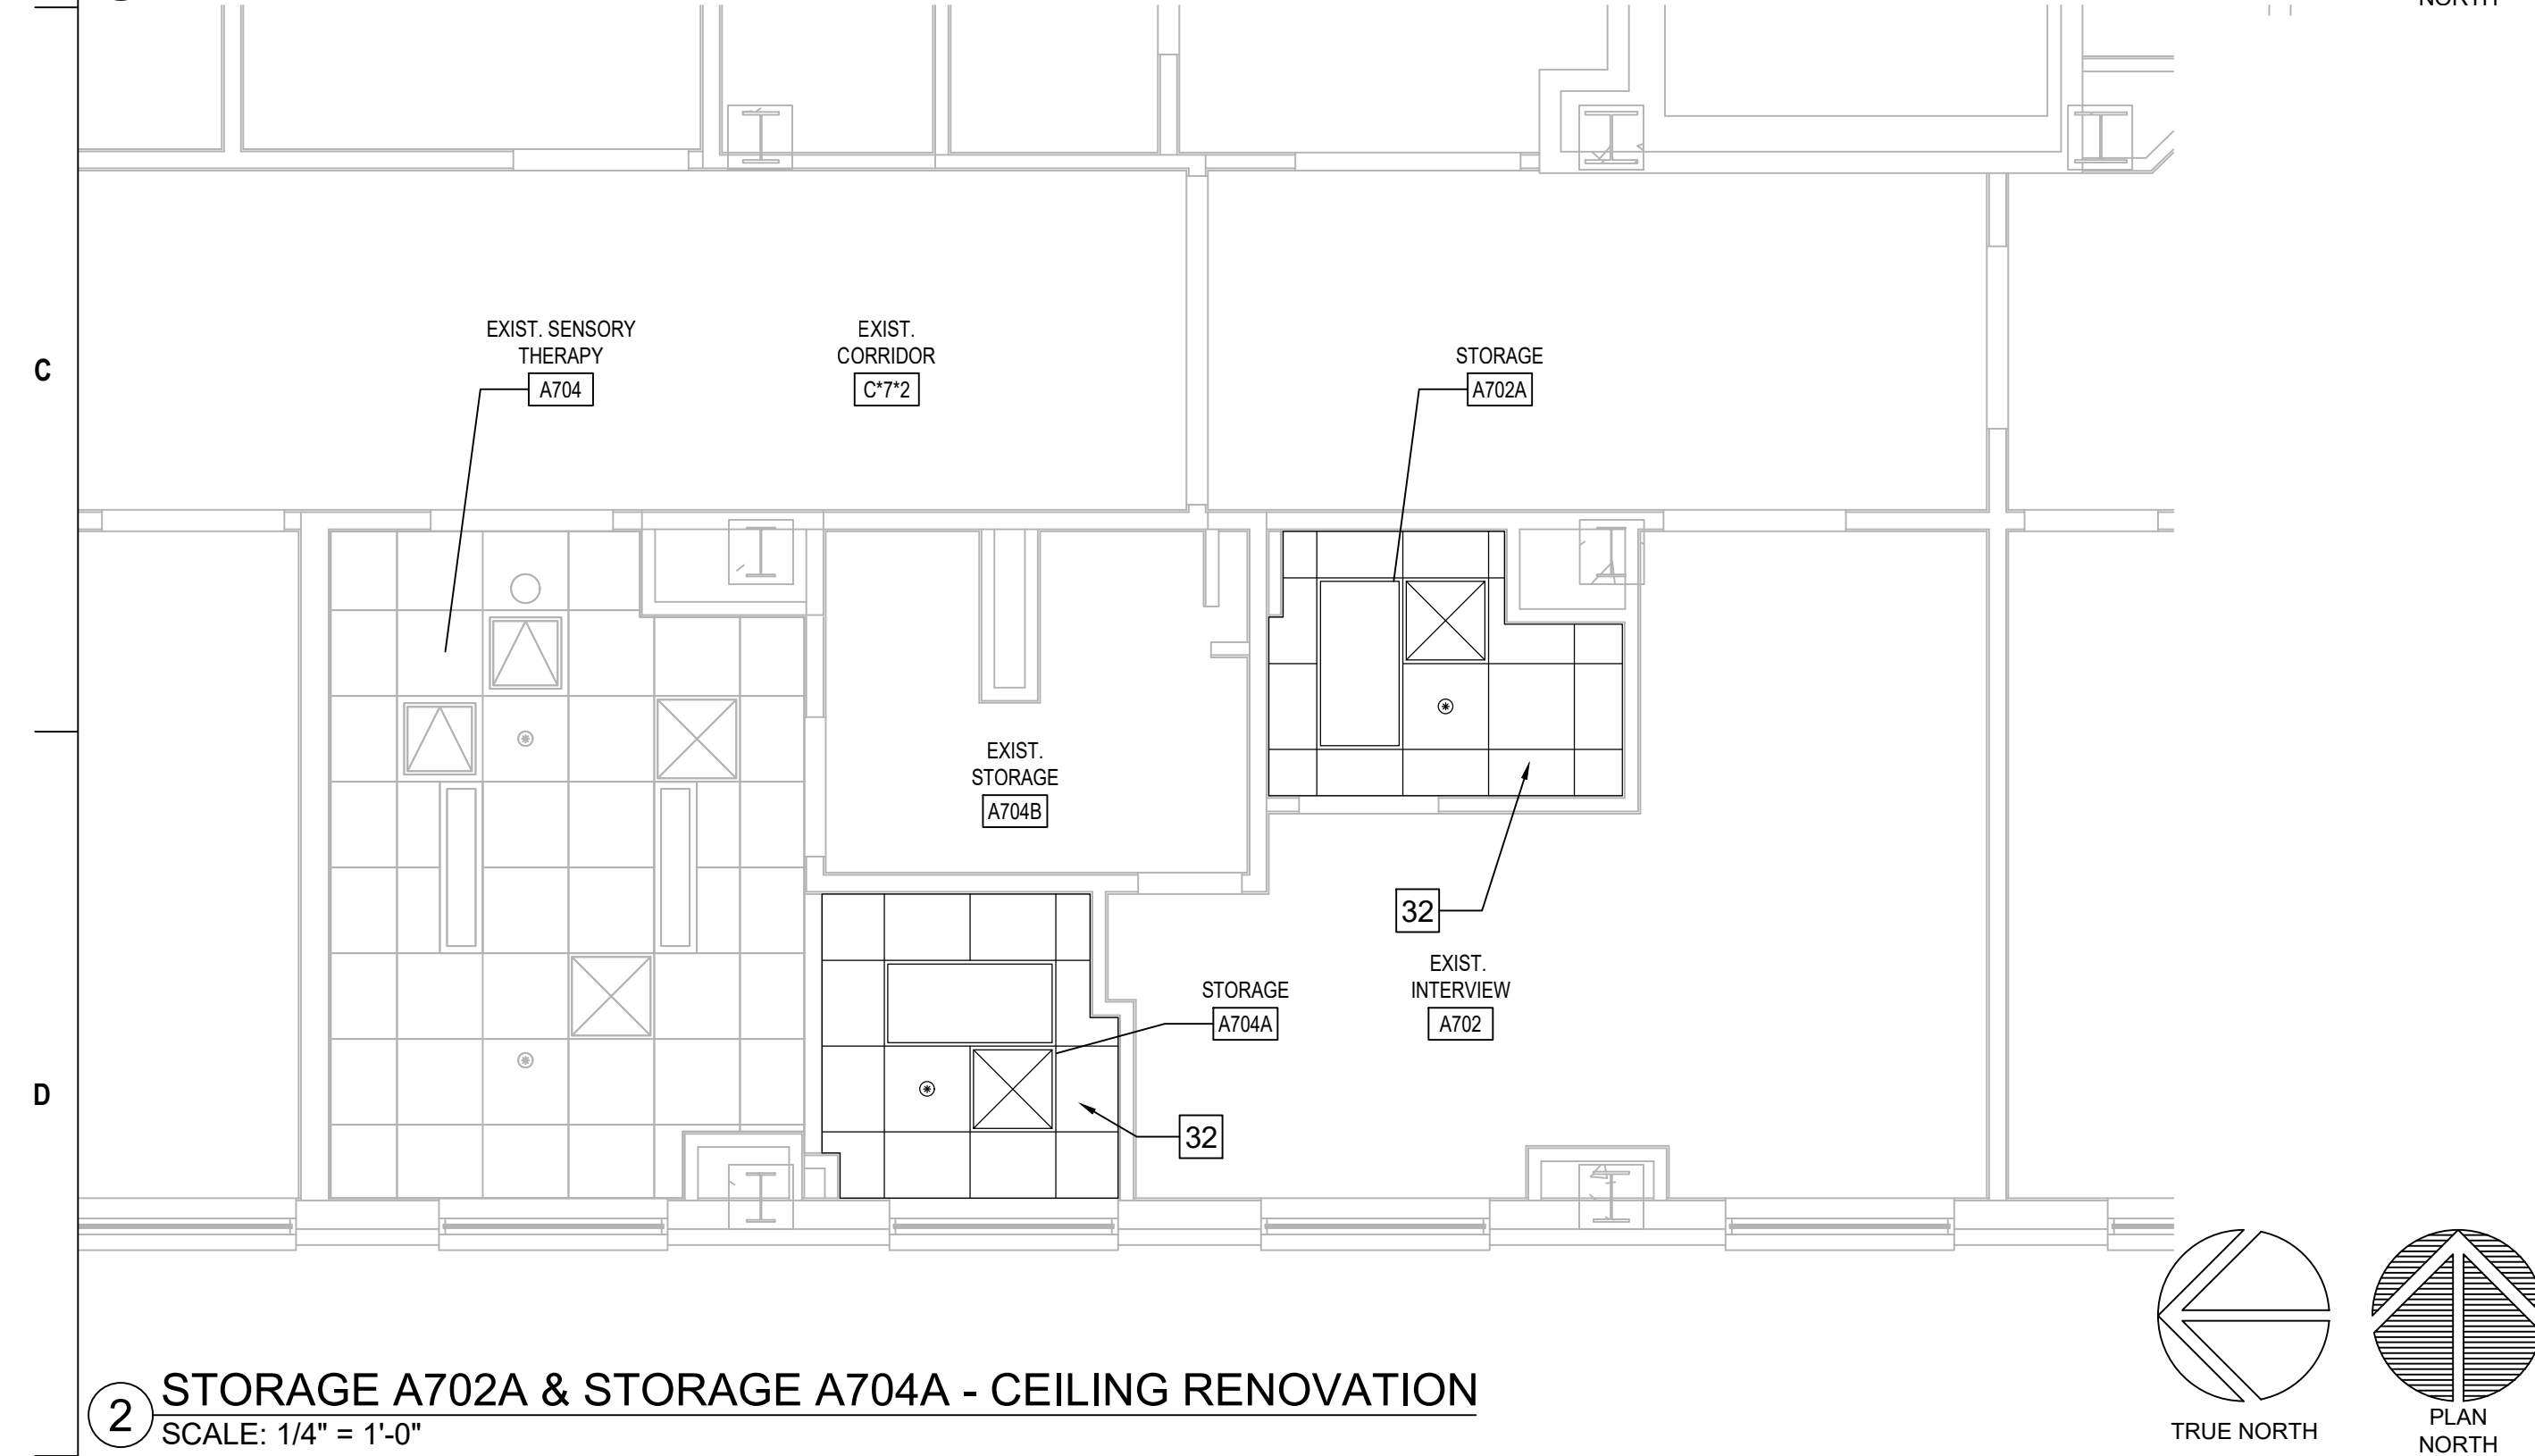 NORTH
C
EXIST. SENSORY
THERAPY
A704
EXIST.
CORRIDOR
C*7*2
STORAGE
A702A
EXIST.
STORAGE
A704B
32
EXIST.
INTERVIEW
A702
STORAGE
A704A
32
D
2
STORAGE A702A & STORAGE A704A - CEILING RENOVATION
SCALE: 1/4" = 1'-0"
TRUE NORTH
PLAN
NORTH